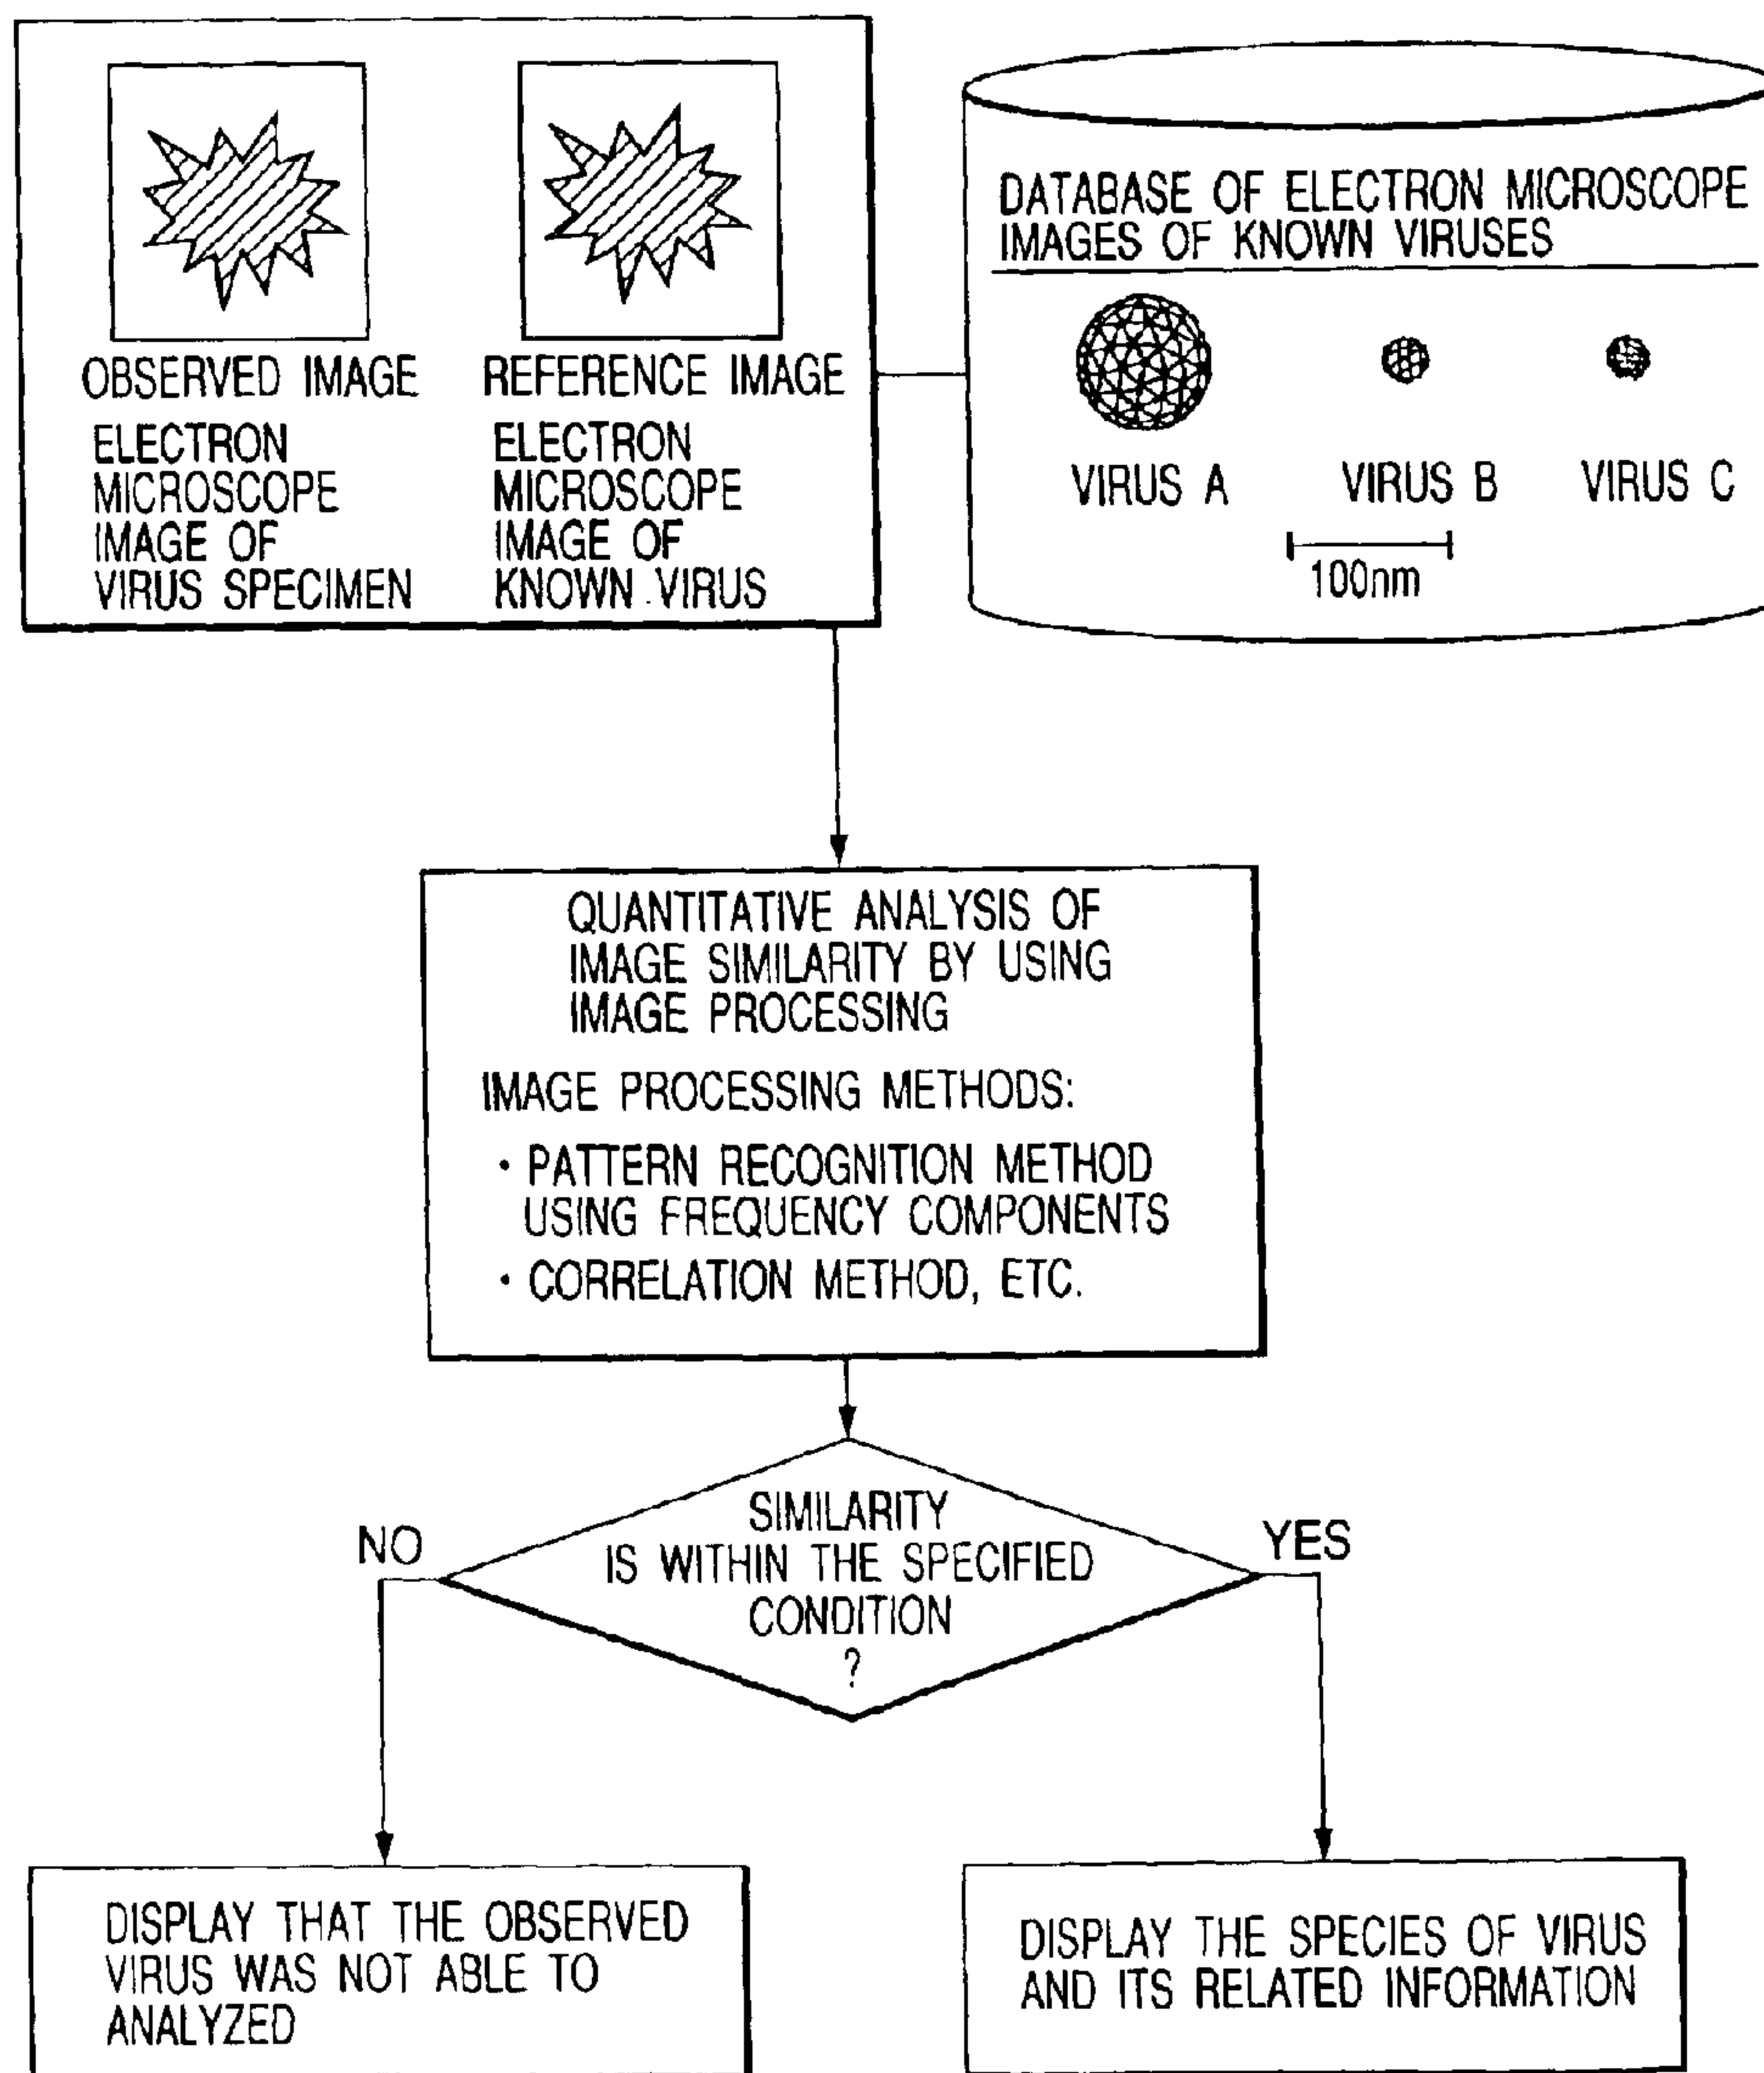 OBSERVED IMAGE
ELECTRON
MICROSCOPE
IMAGE OF
VIRUS SPECIMEN
REFERENCE IMAGE
ELECTRON
MICROSCOPE
IMAGE OF
KNOWN VIRUS
DATABASE OF ELECTRON MICROSCOPE
IMAGES OF KNOWN VIRUSES
VIRUS A
VIRUS B
VIRUS C
100nm
QUANTITATIVE ANALYSIS OF
IMAGE SIMILARITY BY USING
IMAGE PROCESSING
IMAGE PROCESSING METHODS:
• PATTERN RECOGNITION METHOD
USING FREQUENCY COMPONENTS
• CORRELATION METHOD, ETC.
SIMILARITY
IS WITHIN THE SPECIFIED
CONDITION
?
NO
YES
DISPLAY THAT THE OBSERVED
VIRUS WAS NOT ABLE TO
ANALYZED
DISPLAY THE SPECIES OF VIRUS
AND ITS RELATED INFORMATION